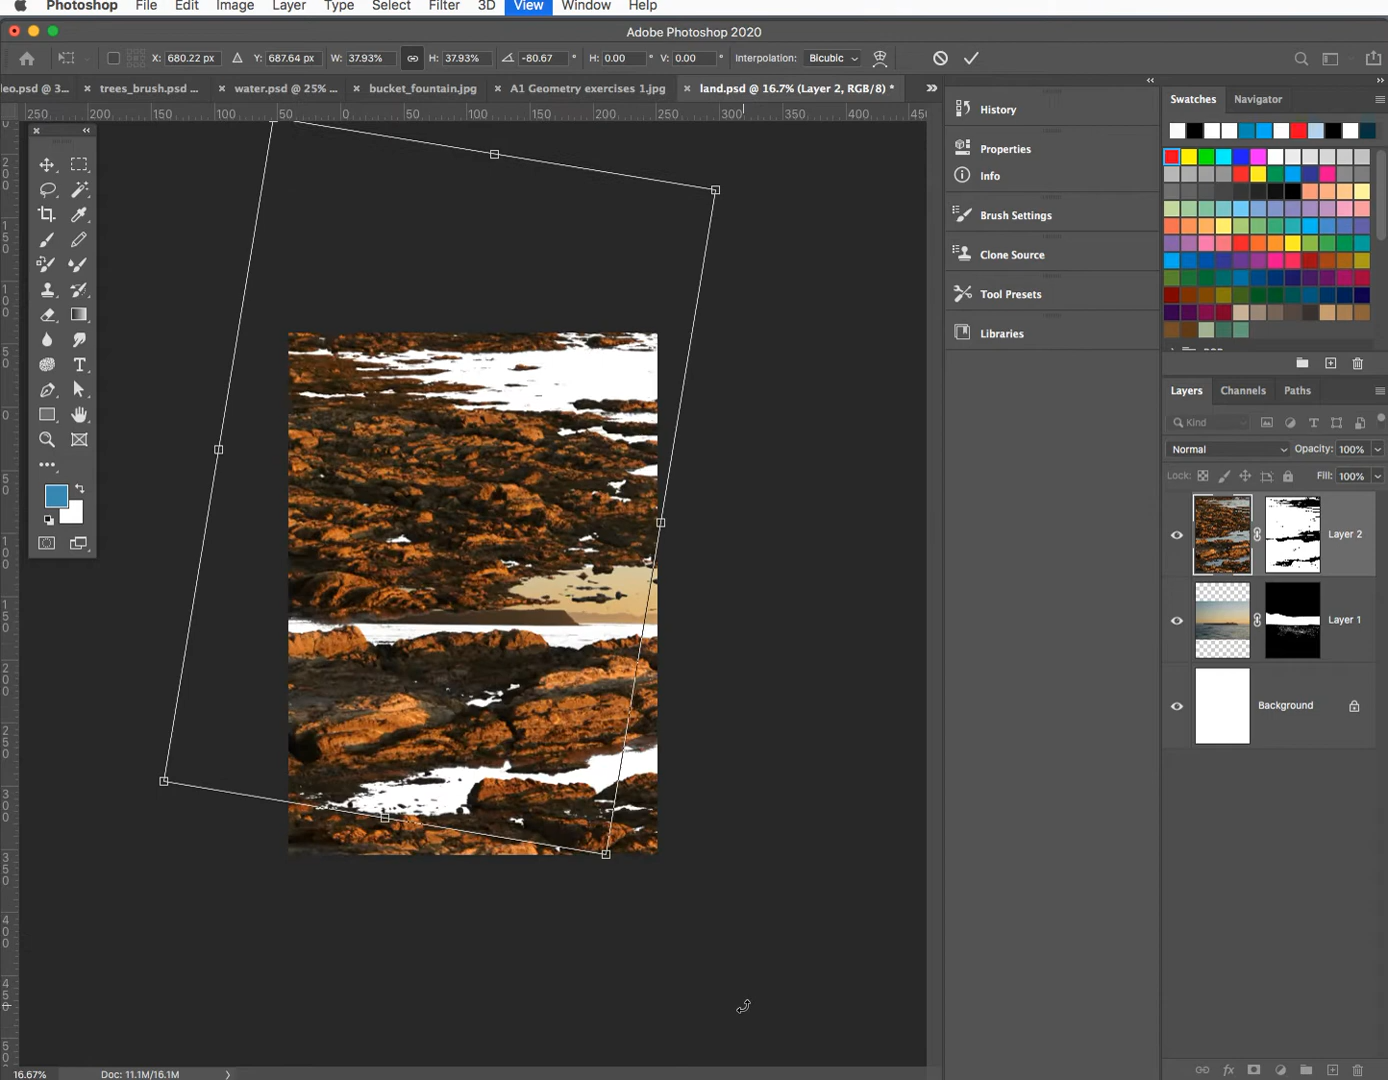 Photoshop File Edit Image Layer Type Select Filter 3D View Window Help
Adobe Photoshop 2020
X: 680.22 px Y: 687.64 px W: 37.93% H: 37.93% -80.67 ° H: 0.00 ° V: 0.00 ° Interpolation: Bicubic
leo.psd @ 3... trees_brush.psd ... water.psd @ 25% ... bucket_fountain.jpg A1 Geometry exercises 1.jpg land.psd @ 16.7% (Layer 2, RGB/8) *
250 200 150 100 50 0 50 100 150 200 250 300 350 400 450
History
Properties
Info
Brush Settings
Clone Source
Tool Presets
Libraries
Swatches Navigator
Layers Channels Paths
Kind
Normal Opacity: 100%
Lock: Fill: 100%
Layer 2
Layer 1
Background
fx
16.67% Doc: 11.1M/16.1M